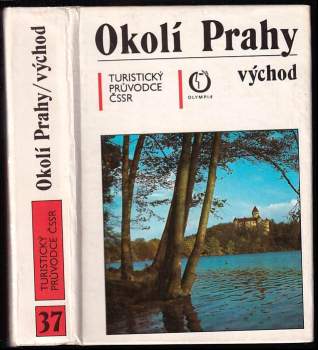 Okolí Prahy
východ
TURISTICKÝ
PRŮVODCE
ČSSR
OLYMPIA
Okolí Prahy/východ
TURISTICKÝ
PRŮVODCE ČSSR
37